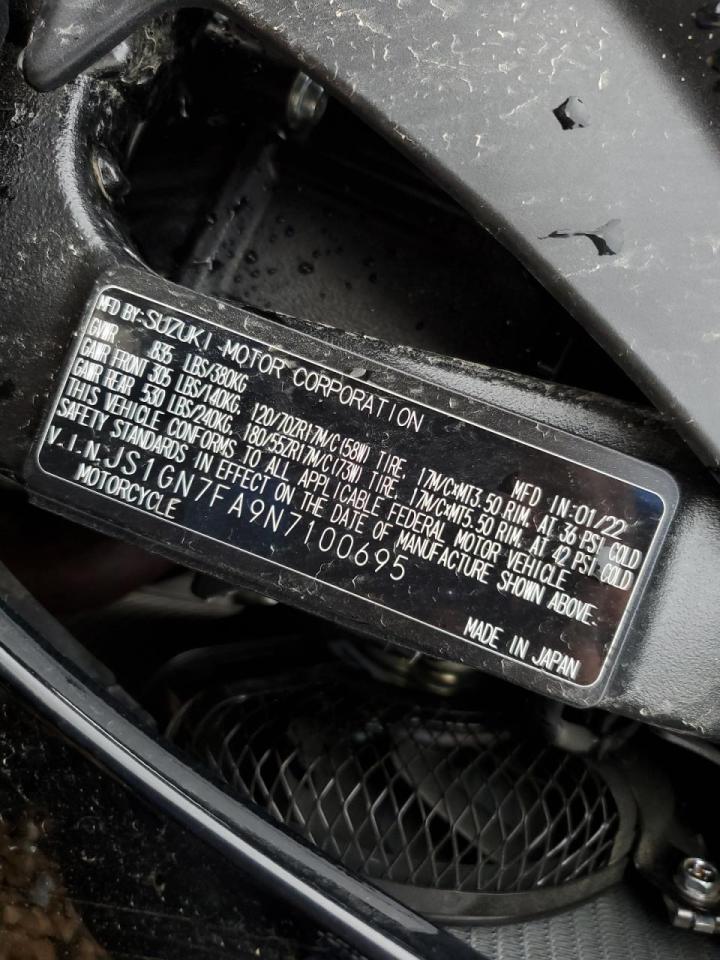 MFD BY:SUZUKI MOTOR CORPORATION
GVWR 836 LBS/380KG MFD IN:01/22
GAWR FRONT 305 LBS/140KG, 120/70ZR17M/C(58W) TIRE, 17M/C×MT3.50 RIM. AT 36 PSI COLD
GAWR REAR 530 LBS/240KG, 180/55ZR17M/C(73W) TIRE, 17M/C×MT5.50 RIM. AT 42 PSI COLD
THIS VEHICLE CONFORMS TO ALL APPLICABLE FEDERAL MOTOR VEHICLE
SAFETY STANDARDS IN EFFECT ON THE DATE OF MANUFACTURE SHOWN ABOVE.
V.I.N.JS1GN7FA9N7100695
MOTORCYCLE MADE IN JAPAN